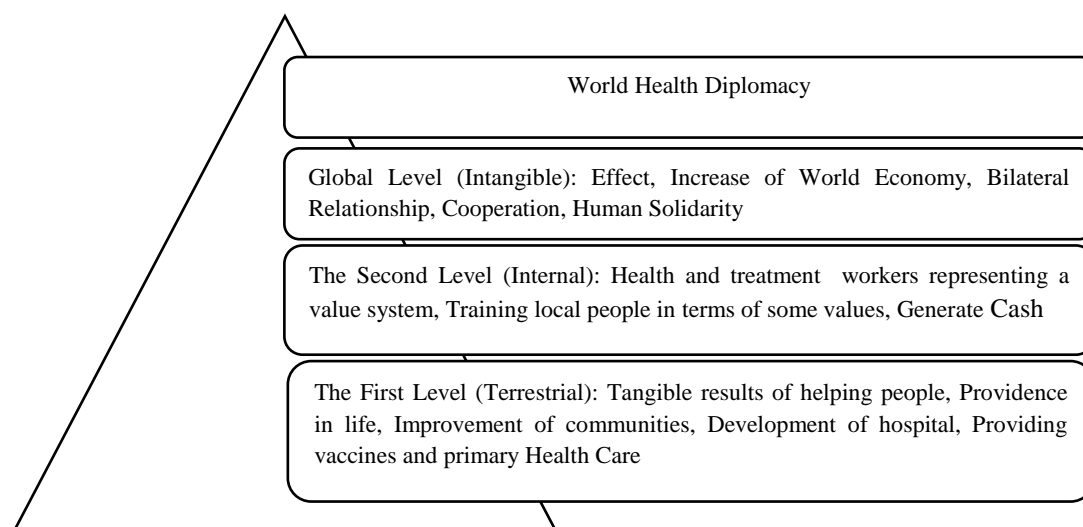 World Health Diplomacy
Global Level (Intangible): Effect, Increase of World Economy, Bilateral
Relationship, Cooperation, Human Solidarity
The Second Level (Internal): Health and treatment workers representing a
value system, Training local people in terms of some values, Generate Cash
The First Level (Terrestrial): Tangible results of helping people, Providence
in life, Improvement of communities, Development of hospital, Providing
vaccines and primary Health Care